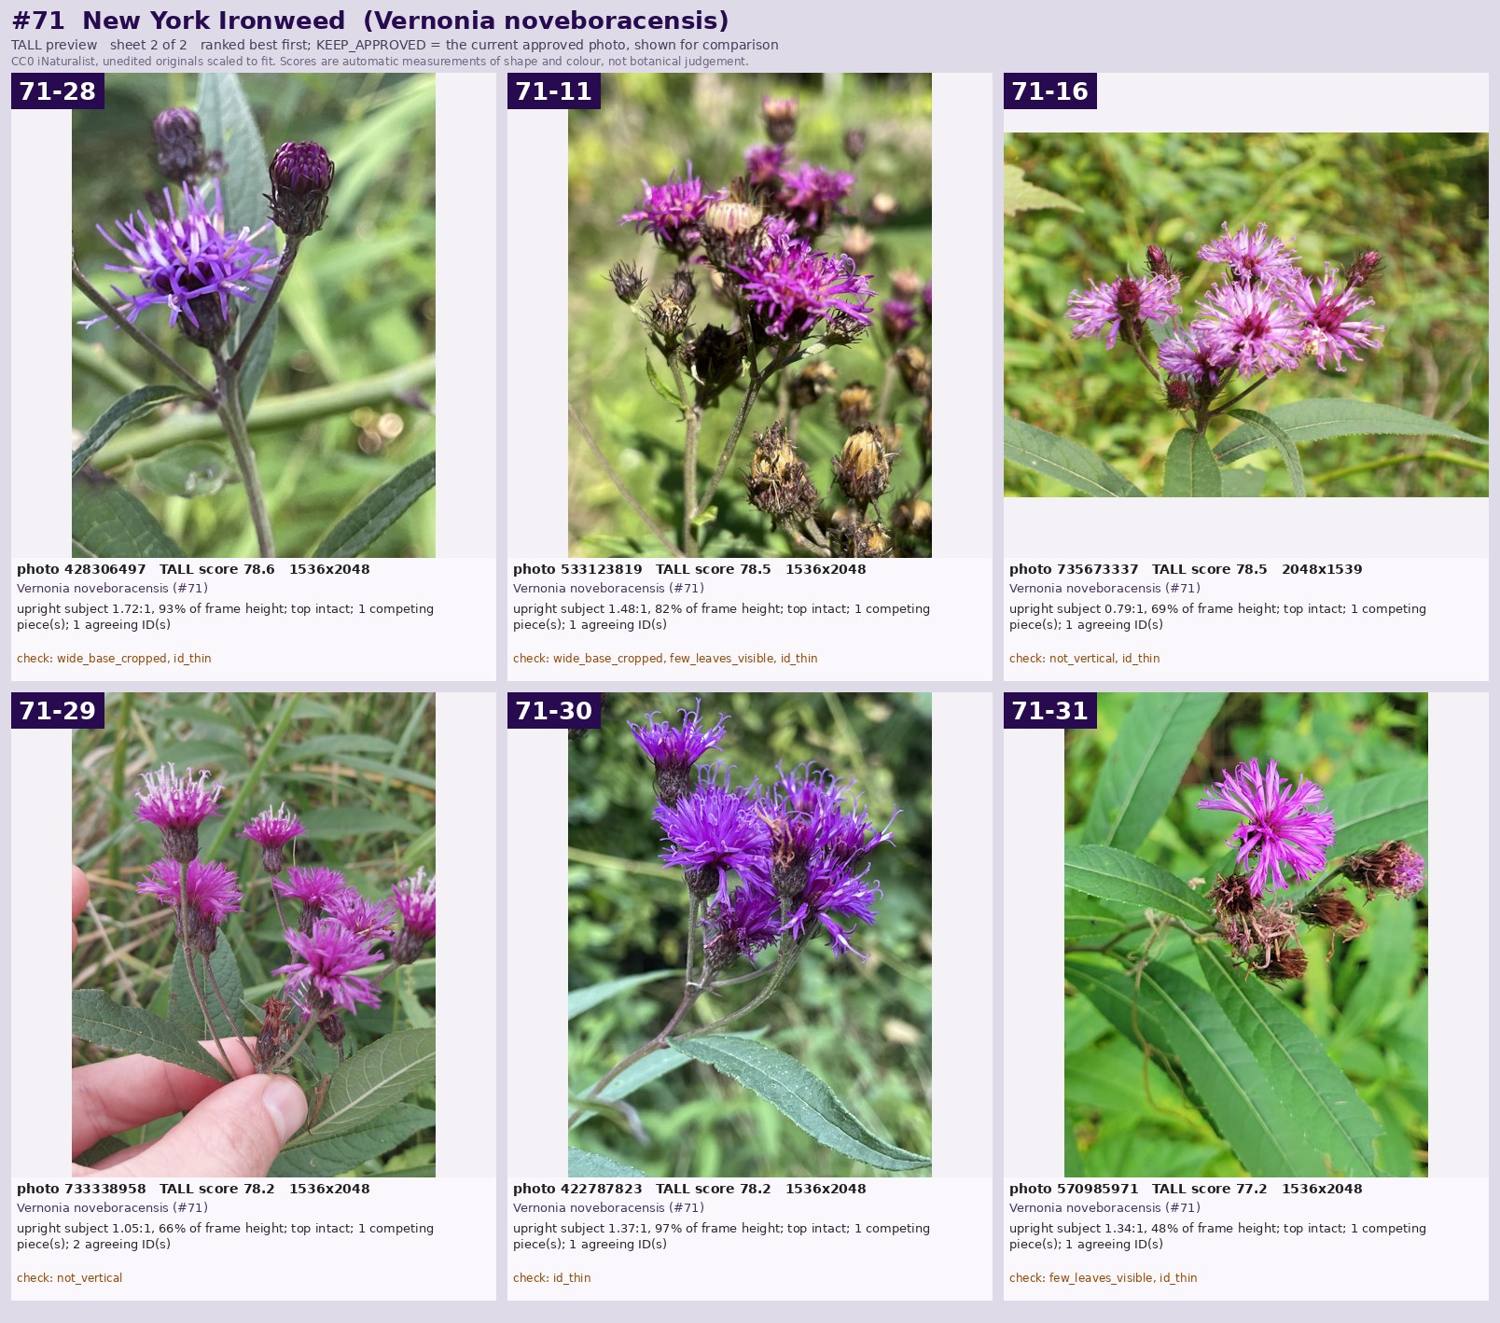 #71 New York Ironweed (Vernonia noveboracensis)
TALL preview sheet 2 of 2 ranked best first; KEEP_APPROVED = the current approved photo, shown for comparison
CC0 iNaturalist, unedited originals scaled to fit. Scores are automatic measurements of shape and colour, not botanical judgement.
71-28
photo 428306497 TALL score 78.6 1536x2048
Vernonia noveboracensis (#71)
upright subject 1.72:1, 93% of frame height; top intact; 1 competing
piece(s); 1 agreeing ID(s)
check: wide_base_cropped, id_thin
71-11
photo 533123819 TALL score 78.5 1536x2048
Vernonia noveboracensis (#71)
upright subject 1.48:1, 82% of frame height; top intact; 1 competing
piece(s); 1 agreeing ID(s)
check: wide_base_cropped, few_leaves_visible, id_thin
71-16
photo 735673337 TALL score 78.5 2048x1539
Vernonia noveboracensis (#71)
upright subject 0.79:1, 69% of frame height; top intact; 1 competing
piece(s); 1 agreeing ID(s)
check: not_vertical, id_thin
71-29
photo 733338958 TALL score 78.2 1536x2048
Vernonia noveboracensis (#71)
upright subject 1.05:1, 66% of frame height; top intact; 1 competing
piece(s); 2 agreeing ID(s)
check: not_vertical
71-30
photo 422787823 TALL score 78.2 1536x2048
Vernonia noveboracensis (#71)
upright subject 1.37:1, 97% of frame height; top intact; 1 competing
piece(s); 1 agreeing ID(s)
check: id_thin
71-31
photo 570985971 TALL score 77.2 1536x2048
Vernonia noveboracensis (#71)
upright subject 1.34:1, 48% of frame height; top intact; 1 competing
piece(s); 1 agreeing ID(s)
check: few_leaves_visible, id_thin